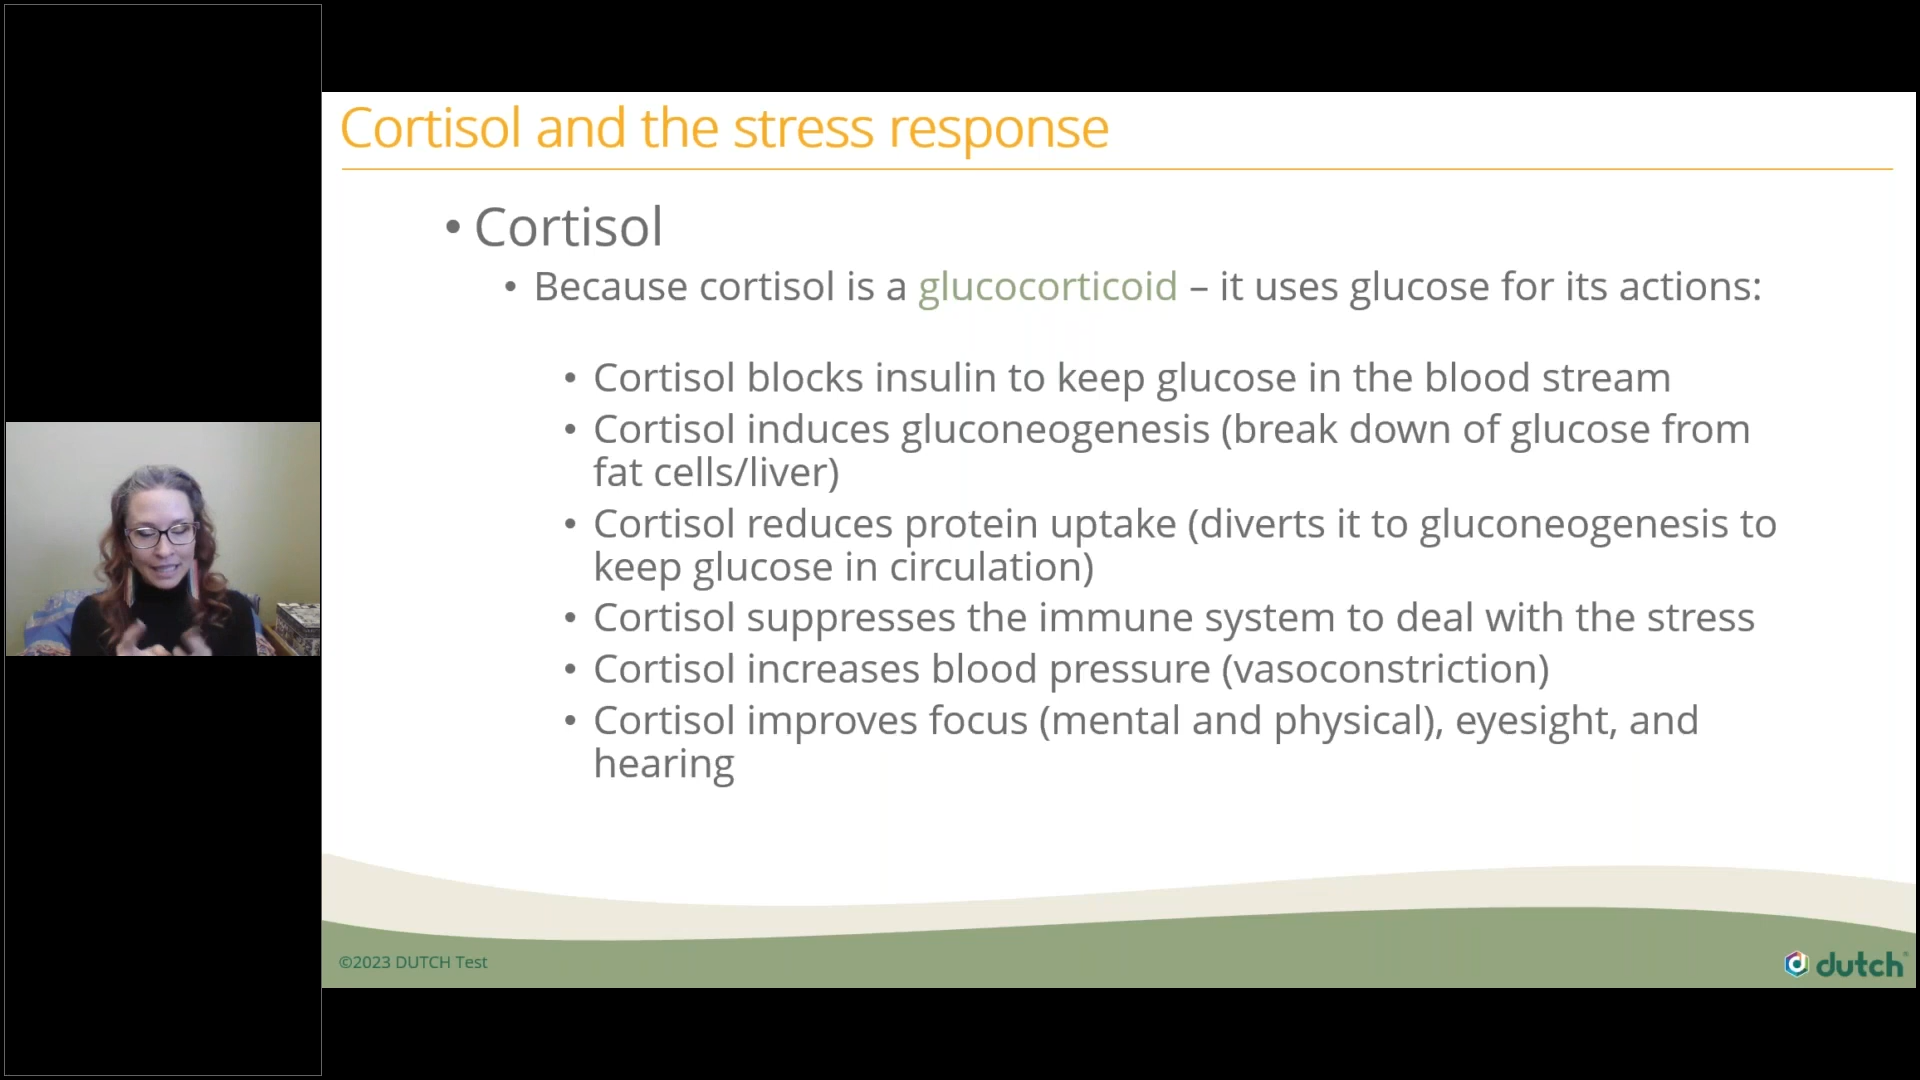 Cortisol and the stress response
• Cortisol
• Because cortisol is a glucocorticoid – it uses glucose for its actions:
• Cortisol blocks insulin to keep glucose in the blood stream
• Cortisol induces gluconeogenesis (break down of glucose from
fat cells/liver)
• Cortisol reduces protein uptake (diverts it to gluconeogenesis to
keep glucose in circulation)
• Cortisol suppresses the immune system to deal with the stress
• Cortisol increases blood pressure (vasoconstriction)
• Cortisol improves focus (mental and physical), eyesight, and
hearing
©2023 DUTCH Test
dutch